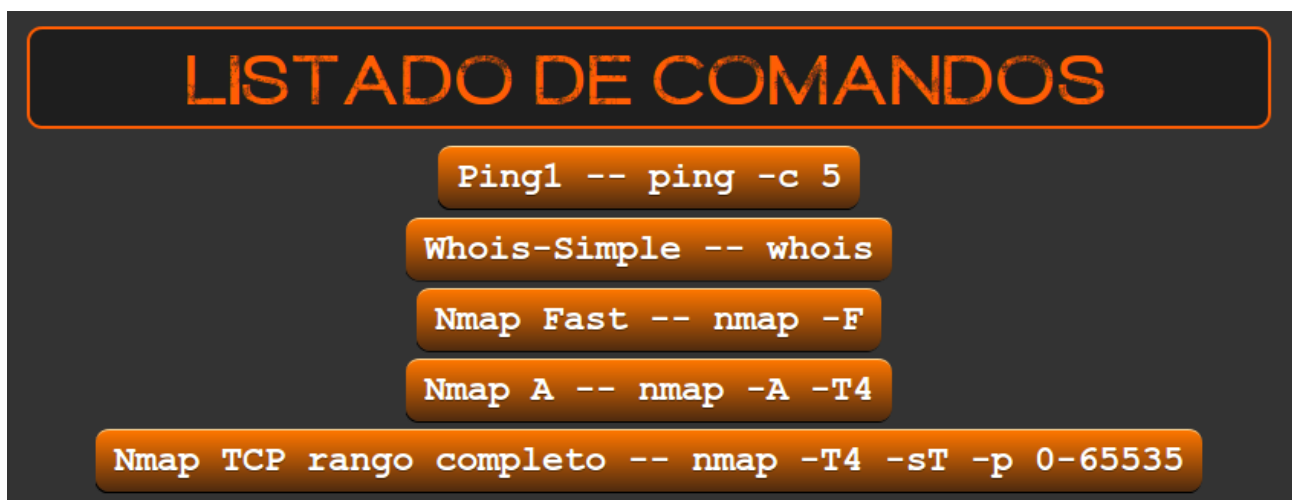 LISTADO DE COMANDOS
Ping1 -- ping -c 5
Whois-Simple -- whois
Nmap Fast -- nmap -F
Nmap A -- nmap -A -T4
Nmap TCP rango completo -- nmap -T4 -sT -p 0-65535